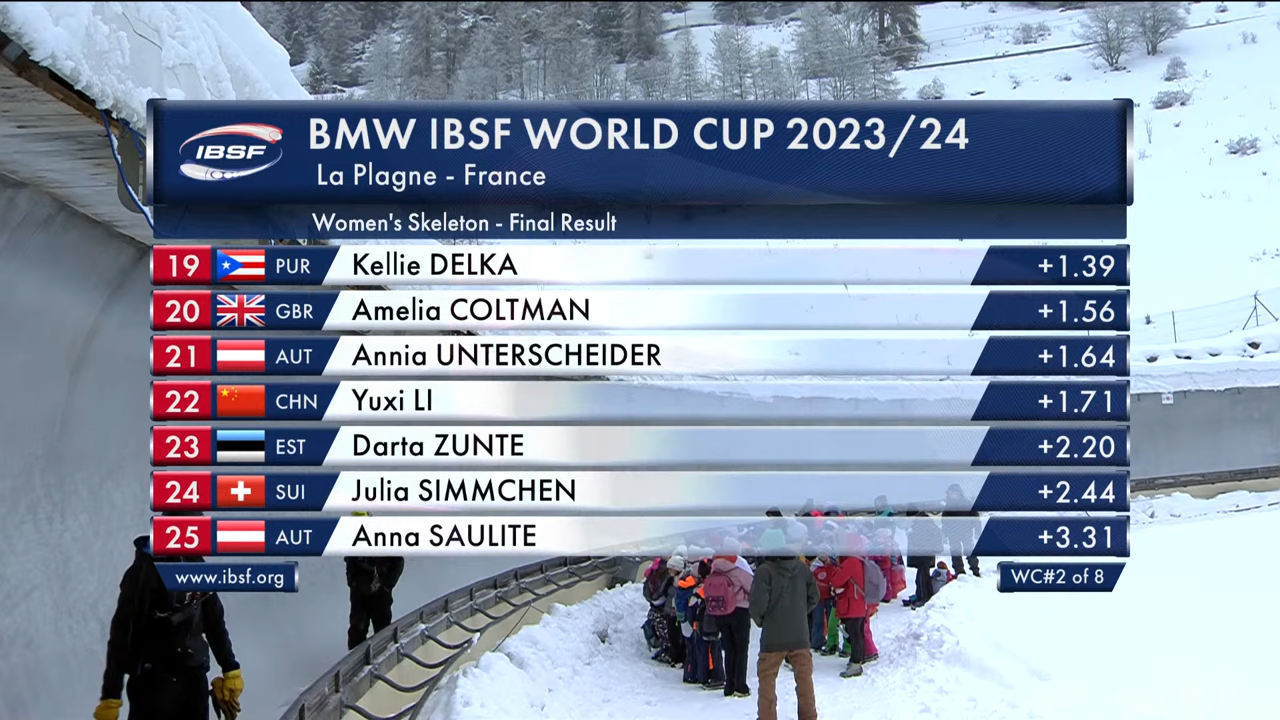 IBSF
BMW IBSF WORLD CUP 2023/24
La Plagne - France
Women's Skeleton - Final Result
19 PUR Kellie DELKA +1.39
20 GBR Amelia COLTMAN +1.56
21 AUT Annia UNTERSCHEIDER +1.64
22 CHN Yuxi LI +1.71
23 EST Darta ZUNTE +2.20
24 SUI Julia SIMMCHEN +2.44
25 AUT Anna SAULITE +3.31
www.ibsf.org WC#2 of 8